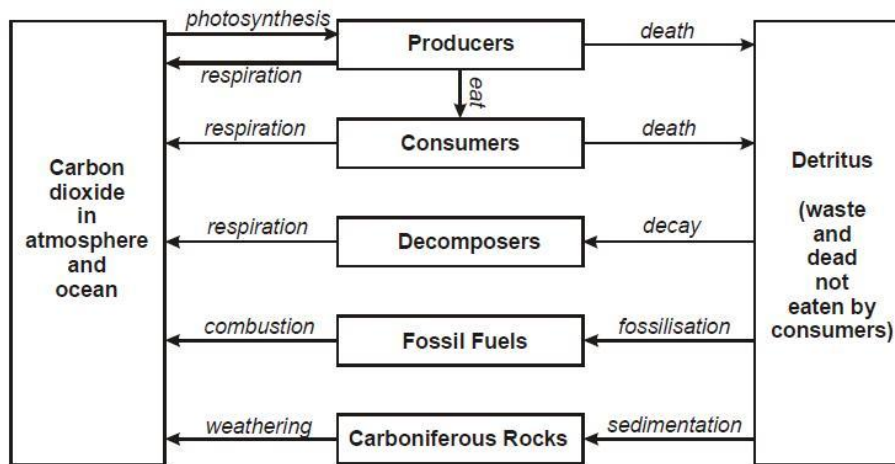 photosynthesis
Producers
death
respiration
eat
respiration
Consumers
death
Carbon
dioxide
in
atmosphere
and
ocean
Detritus
(waste
and
dead
not
eaten by
consumers)
respiration
Decomposers
decay
combustion
Fossil Fuels
fossilisation
weathering
Carboniferous Rocks
sedimentation